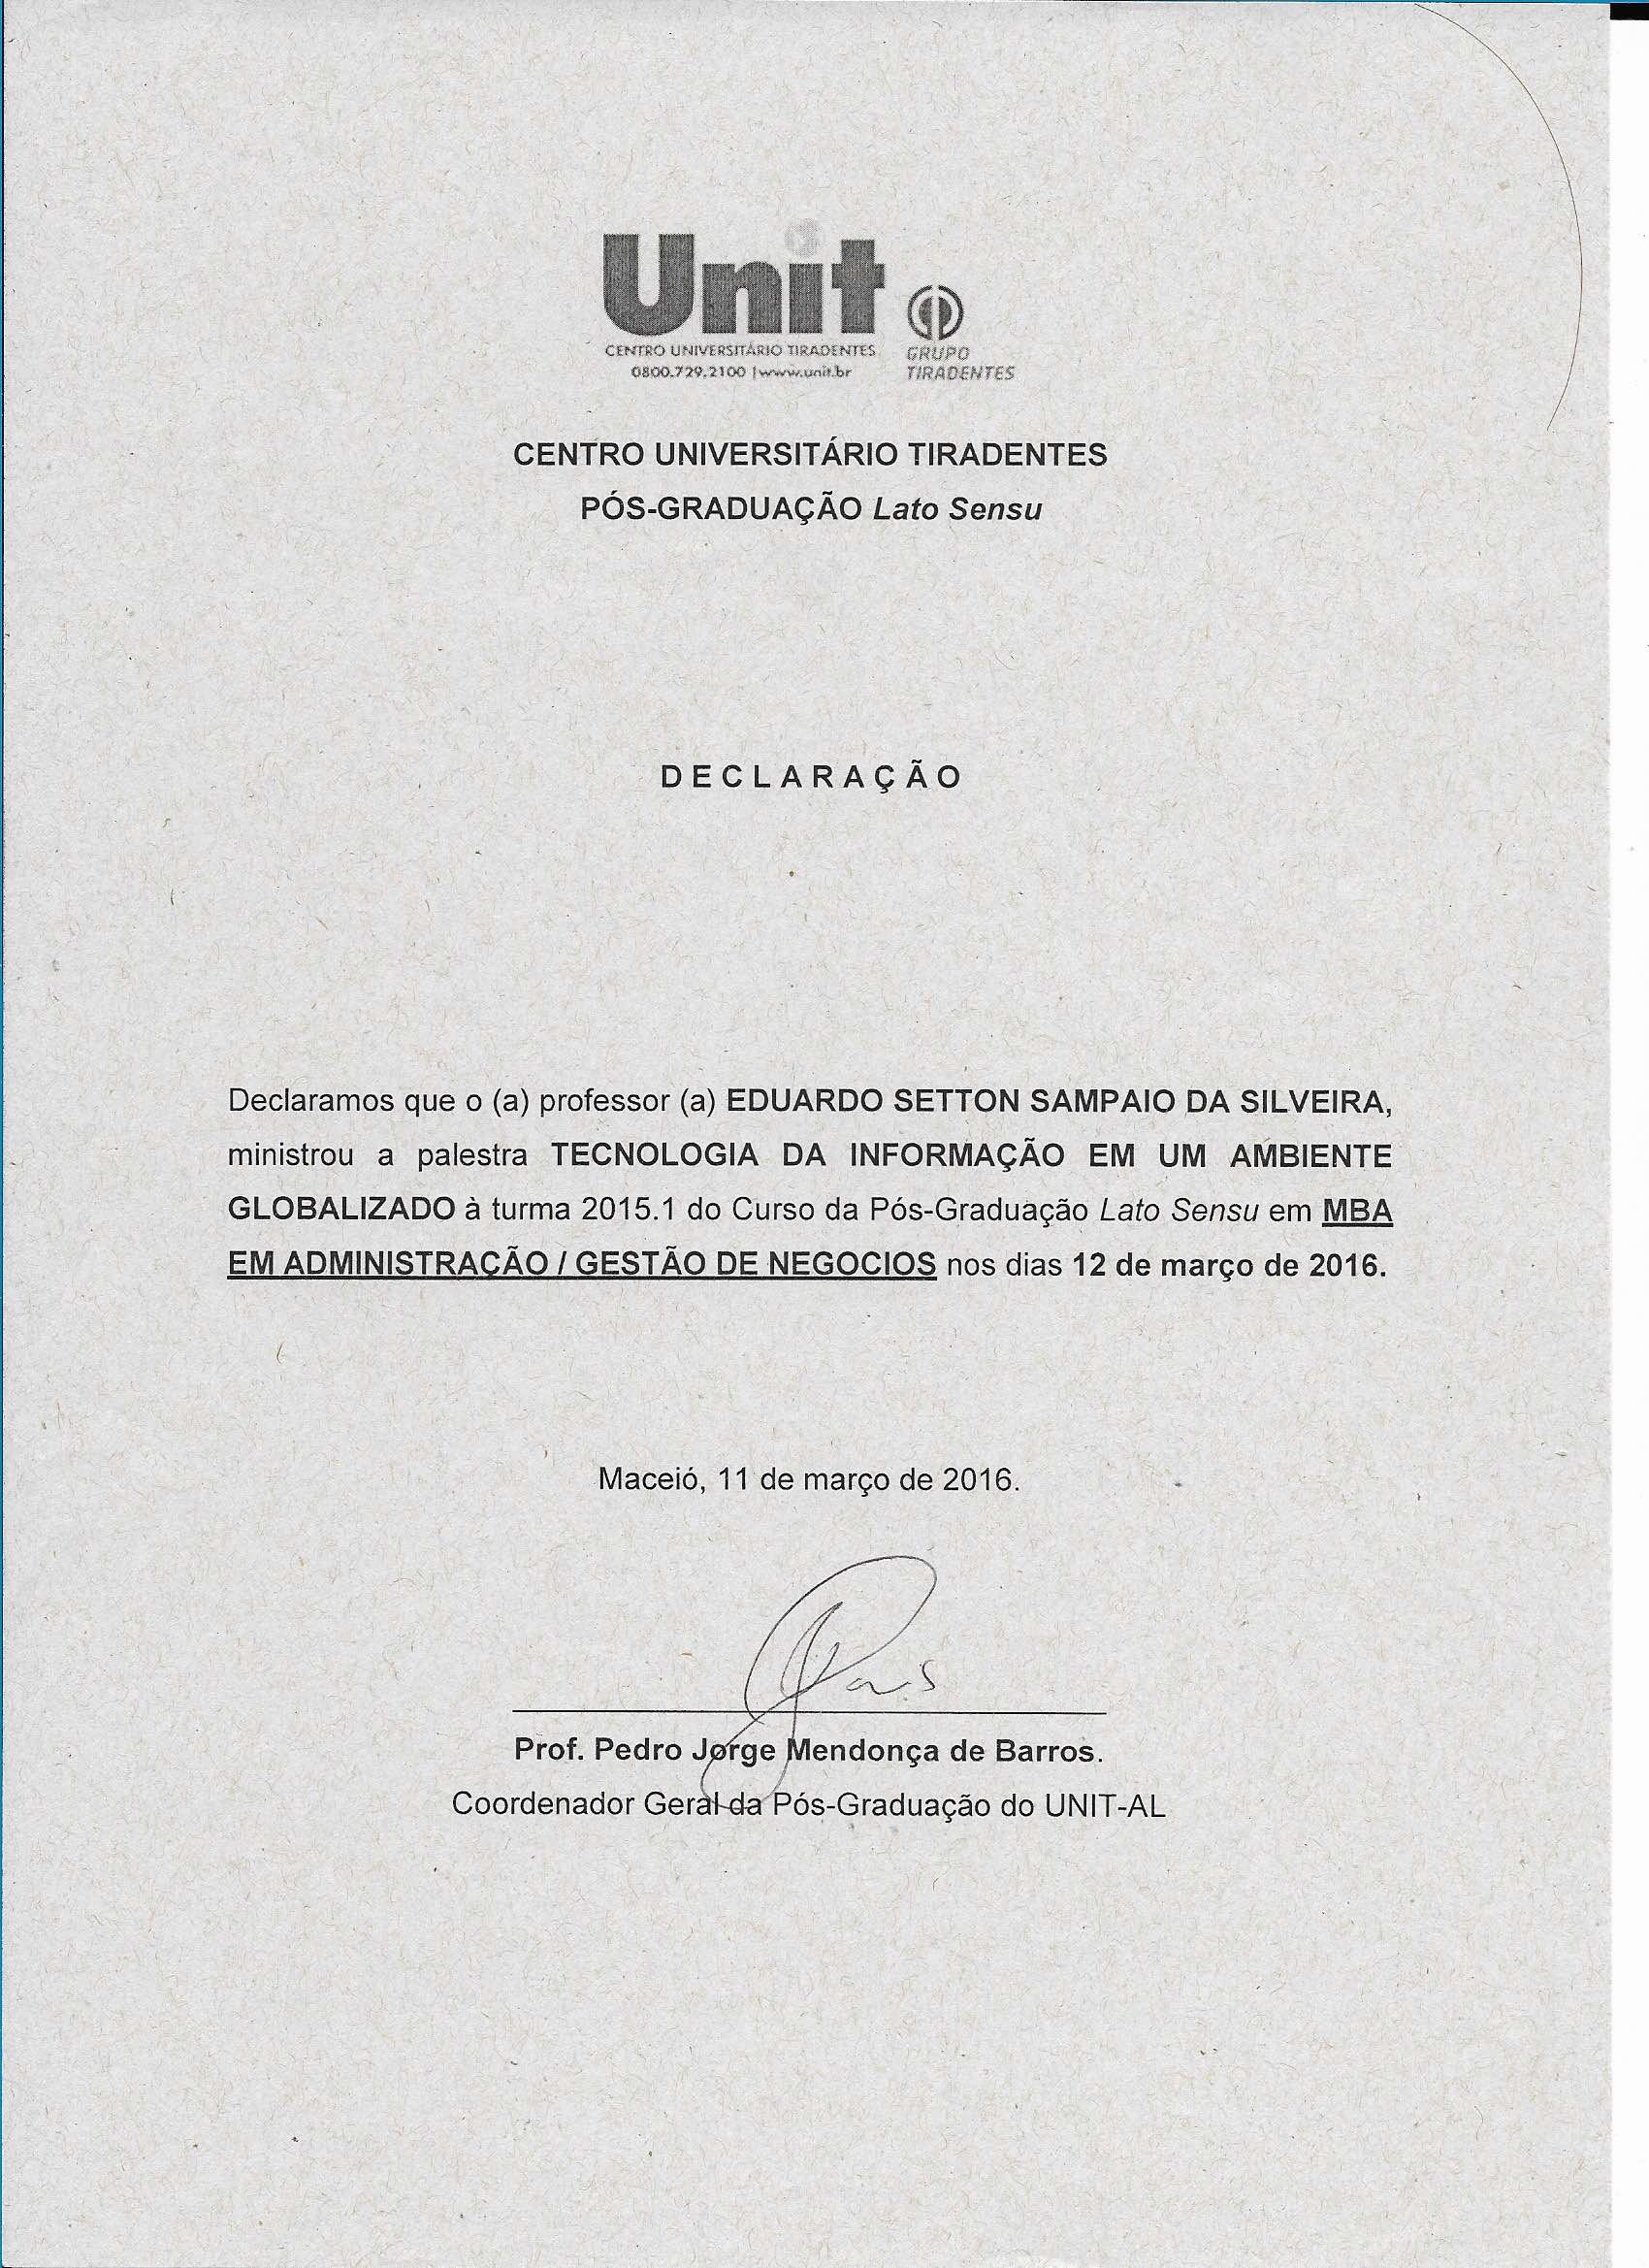 Unit
CENTRO UNIVERSITÁRIO TIRADENTES
0800.729.2100 | www.unit.br
GRUPO
TIRADENTES
CENTRO UNIVERSITÁRIO TIRADENTES
PÓS-GRADUAÇÃO Lato Sensu
DECLARAÇÃO
Declaramos que o (a) professor (a) EDUARDO SETTON SAMPAIO DA SILVEIRA,
ministrou a palestra TECNOLOGIA DA INFORMAÇÃO EM UM AMBIENTE
GLOBALIZADO à turma 2015.1 do Curso da Pós-Graduação Lato Sensu em MBA
EM ADMINISTRAÇÃO / GESTÃO DE NEGOCIOS nos dias 12 de março de 2016.
Maceió, 11 de março de 2016.
Prof. Pedro Jorge Mendonça de Barros.
Coordenador Geral da Pós-Graduação do UNIT-AL